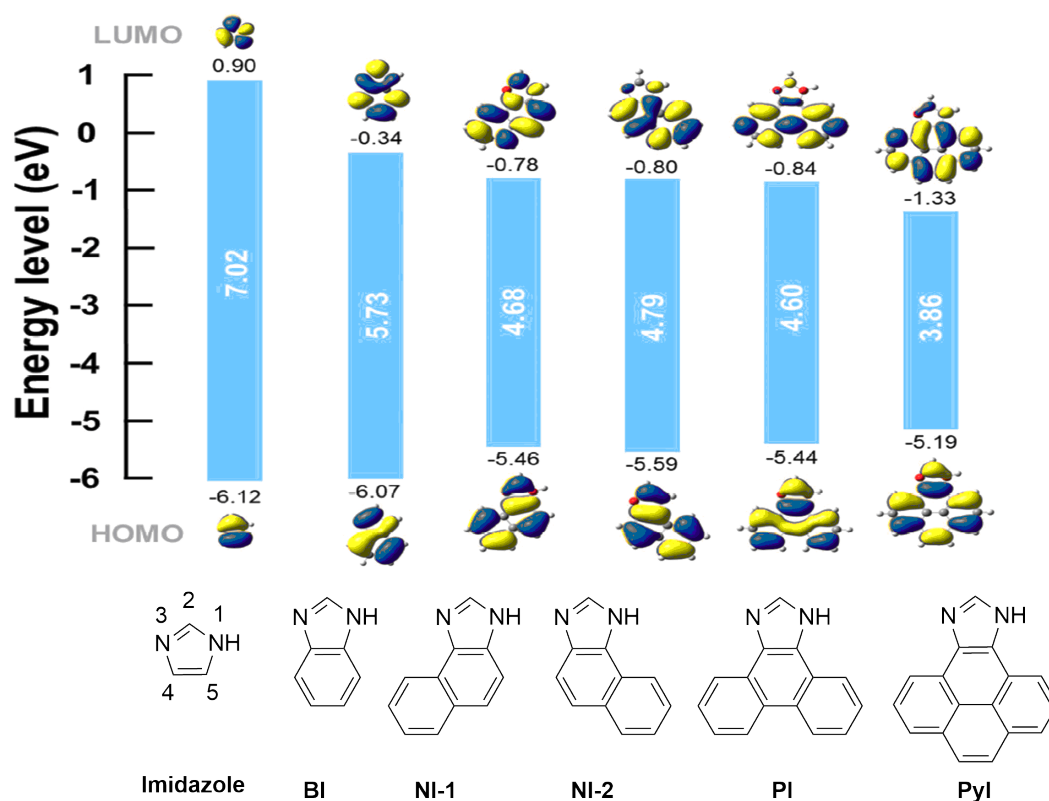 LUMO
0.90
1
0
-1
-2
-3
-4
-5
-6
Energy level (eV)
-0.34
-0.78
-0.80
-0.84
-1.33
7.02
5.73
4.68
4.79
4.60
3.86
-6.12
-6.07
-5.46
-5.59
-5.44
-5.19
HOMO
3 2 1
N NH
4 5
N NH
N NH
N NH
N NH
N NH
Imidazole BI NI-1 NI-2 PI PyI